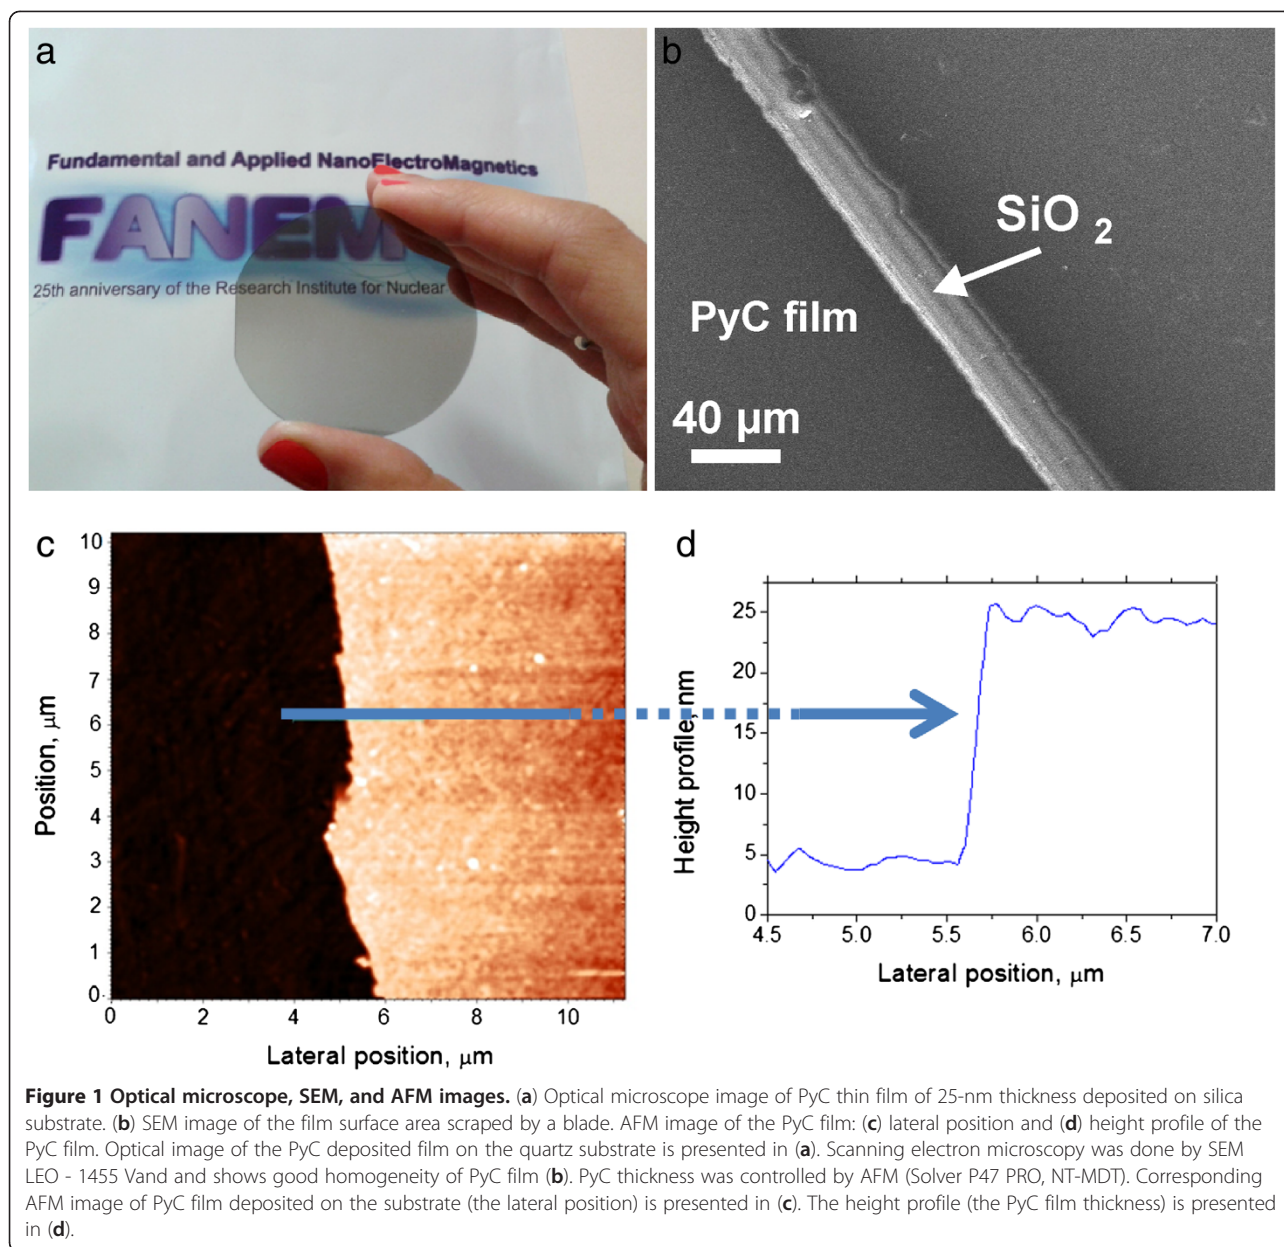 a
Fundamental and Applied NanoElectroMagnetics
FANEM
25th anniversary of the Research Institute for Nuclear
b
SiO 2
PyC film
40 μm
c
10
9
8
7
6
5
4
3
2
1
0
Position, μm
0 2 4 6 8 10
Lateral position, μm
d
25
20
15
10
5
0
Height profile, nm
4.5 5.0 5.5 6.0 6.5 7.0
Lateral position, μm
Figure 1 Optical microscope, SEM, and AFM images. (a) Optical microscope image of PyC thin film of 25-nm thickness deposited on silica
substrate. (b) SEM image of the film surface area scraped by a blade. AFM image of the PyC film: (c) lateral position and (d) height profile of the
PyC film. Optical image of the PyC deposited film on the quartz substrate is presented in (a). Scanning electron microscopy was done by SEM
LEO - 1455 Vand and shows good homogeneity of PyC film (b). PyC thickness was controlled by AFM (Solver P47 PRO, NT-MDT). Corresponding
AFM image of PyC film deposited on the substrate (the lateral position) is presented in (c). The height profile (the PyC film thickness) is presented
in (d).